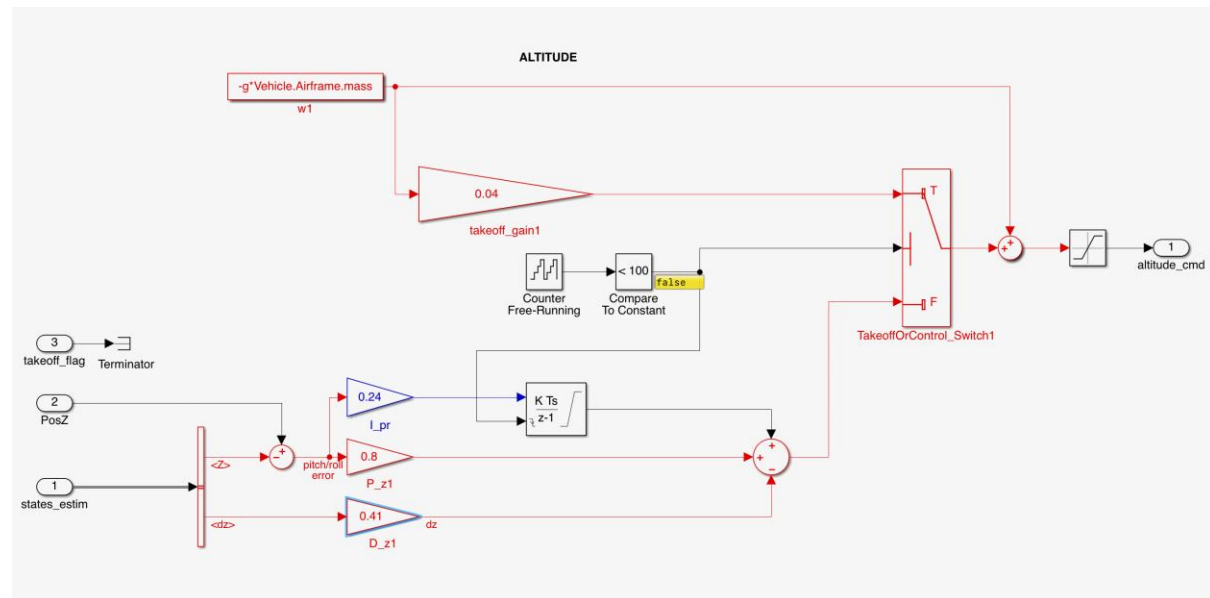 ALTITUDE
-g*Vehicle.Airframe.mass
w1
0.04
takeoff_gain1
T
F
TakeoffOrControl_Switch1
+
+
1
altitude_cmd
Counter
Free-Running
< 100
false
Compare
To Constant
3
takeoff_flag
Terminator
2
PosZ
0.24
I_pr
K Ts
z-1
<Z>
+
−
pitch/roll
error
0.8
P_z1
+
+
−
1
states_estim
<dz>
0.41
dz
D_z1